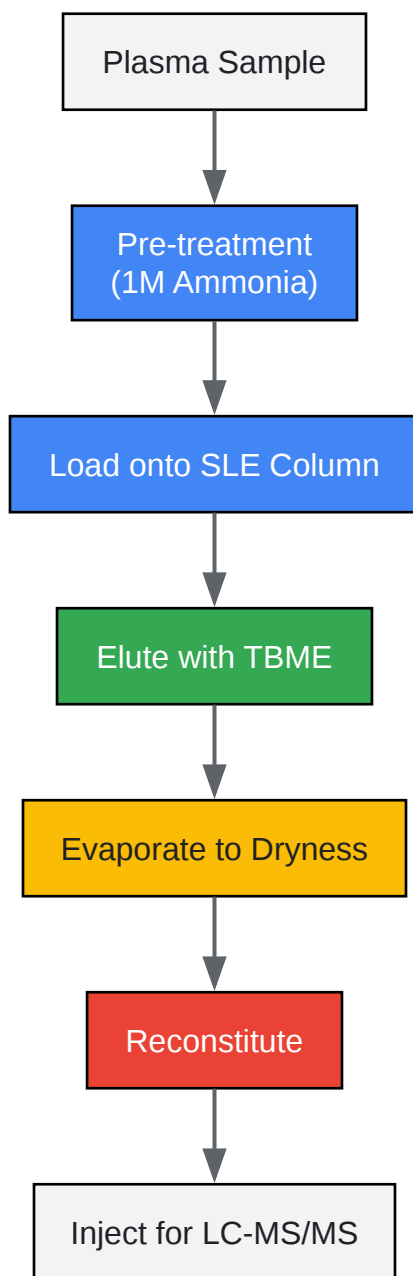 Plasma Sample
Pre-treatment
(1M Ammonia)
Load onto SLE Column
Elute with TBME
Evaporate to Dryness
Reconstitute
Inject for LC-MS/MS